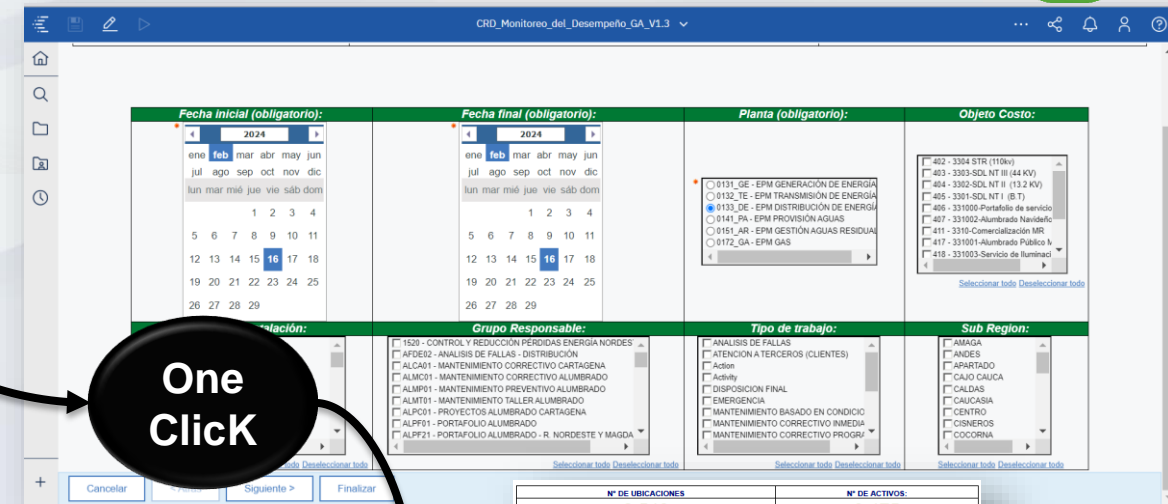 CRD_Monitoreo_del_Desempeño_GA_V1.3
Fecha inicial (obligatorio):
2024
ene feb mar abr may jun
jul ago sep oct nov dic
lun mar mié jue vie sáb dom
1 2 3 4
5 6 7 8 9 10 11
12 13 14 15 16 17 18
19 20 21 22 23 24 25
26 27 28 29
Fecha final (obligatorio):
2024
ene feb mar abr may jun
jul ago sep oct nov dic
lun mar mié jue vie sáb dom
1 2 3 4
5 6 7 8 9 10 11
12 13 14 15 16 17 18
19 20 21 22 23 24 25
26 27 28 29
Planta (obligatorio):
0131_GE - EPM GENERACIÓN DE ENERGÍA
0132_TE - EPM TRANSMISIÓN DE ENERGÍA
0133_DE - EPM DISTRIBUCIÓN DE ENERGÍA
0141_PA - EPM PROVISIÓN AGUAS
0151_AR - EPM GESTIÓN AGUAS RESIDUAL
0172_GA - EPM GAS
Objeto Costo:
402 - 3304 STR (110kv)
403 - 3303-SDL NT III (44 KV)
404 - 3302-SDL NT II (13.2 KV)
405 - 3301-SDL NT I (B.T)
406 - 331000-Portafolio de servicio
407 - 331002-Alumbrado Navideño
411 - 3310-Comercialización MR
417 - 331001-Alumbrado Público
418 - 331003-Servicio de Iluminaci
Seleccionar todo Deseleccionar todo
talación:
todo Deseleccionar todo
Grupo Responsable:
1520 - CONTROL Y REDUCCIÓN PÉRDIDAS ENERGÍA NORDES
AFDE02 - ANALISIS DE FALLAS - DISTRIBUCIÓN
ALCA01 - MANTENIMIENTO CORRECTIVO CARTAGENA
ALMC01 - MANTENIMIENTO CORRECTIVO ALUMBRADO
ALMP01 - MANTENIMIENTO PREVENTIVO ALUMBRADO
ALMT01 - MANTENIMIENTO TALLER ALUMBRADO
ALPC01 - PROYECTOS ALUMBRADO CARTAGENA
ALPF01 - PORTAFOLIO ALUMBRADO
ALPF21 - PORTAFOLIO ALUMBRADO - R. NORDESTE Y MAGDA
Seleccionar todo Deseleccionar todo
Tipo de trabajo:
ANALISIS DE FALLAS
ATENCION A TERCEROS (CLIENTES)
Action
Activity
DISPOSICION FINAL
EMERGENCIA
MANTENIMIENTO BASADO EN CONDICIO
MANTENIMIENTO CORRECTIVO INMEDIA
MANTENIMIENTO CORRECTIVO PROGRA
Seleccionar todo Deseleccionar todo
Sub Region:
AMAGA
ANDES
APARTADO
CAJO CAUCA
CALDAS
CAUCASIA
CENTRO
CISNEROS
COCORNA
Seleccionar todo Deseleccionar todo
One
ClicK
Cancelar
Siguiente >
Finalizar
N° DE UBICACIONES
N° DE ACTIVOS: